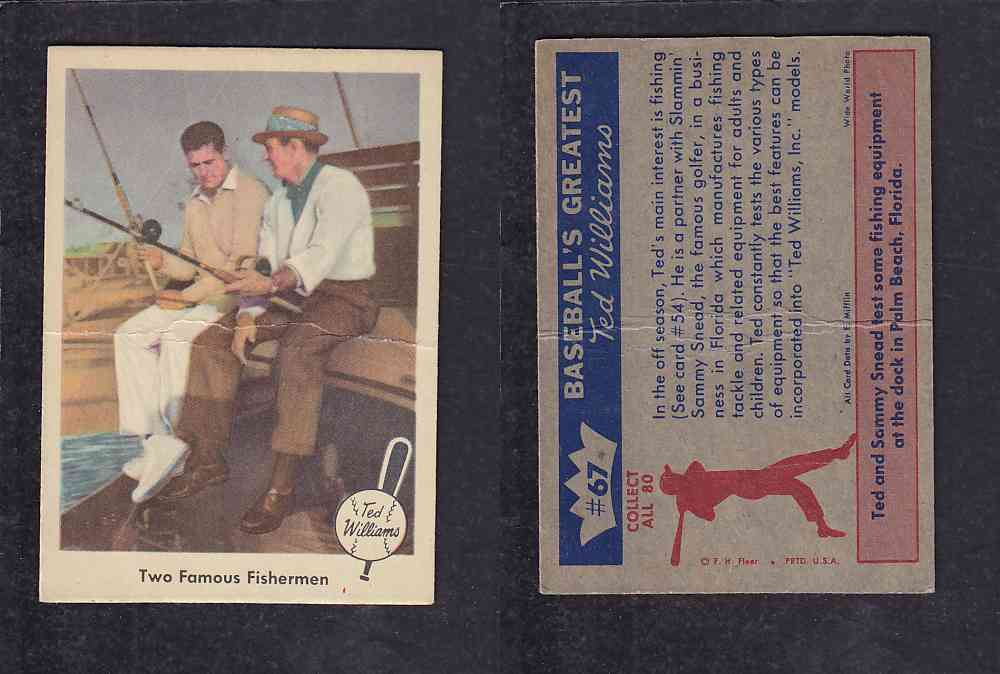 Ted
Williams
Two Famous Fishermen
#67
BASEBALL'S GREATEST
Ted Williams
COLLECT
ALL 80
In the off season, Ted's main interest is fishing
(See card #54). He is a partner with Slammin'
Sammy Snead, the famous golfer, in a busi-
ness in Florida which manufactures fishing
tackle and related equipment for adults and
children. Ted constantly tests the various types
of equipment so that the best features can be
incorporated into "Ted Williams, Inc." models.
© F. H. Fleer • PRTD. U.S.A.
All Card Data by E. Mifflin
Wide World Photo
Ted and Sammy Snead test some fishing equipment
at the dock in Palm Beach, Florida.